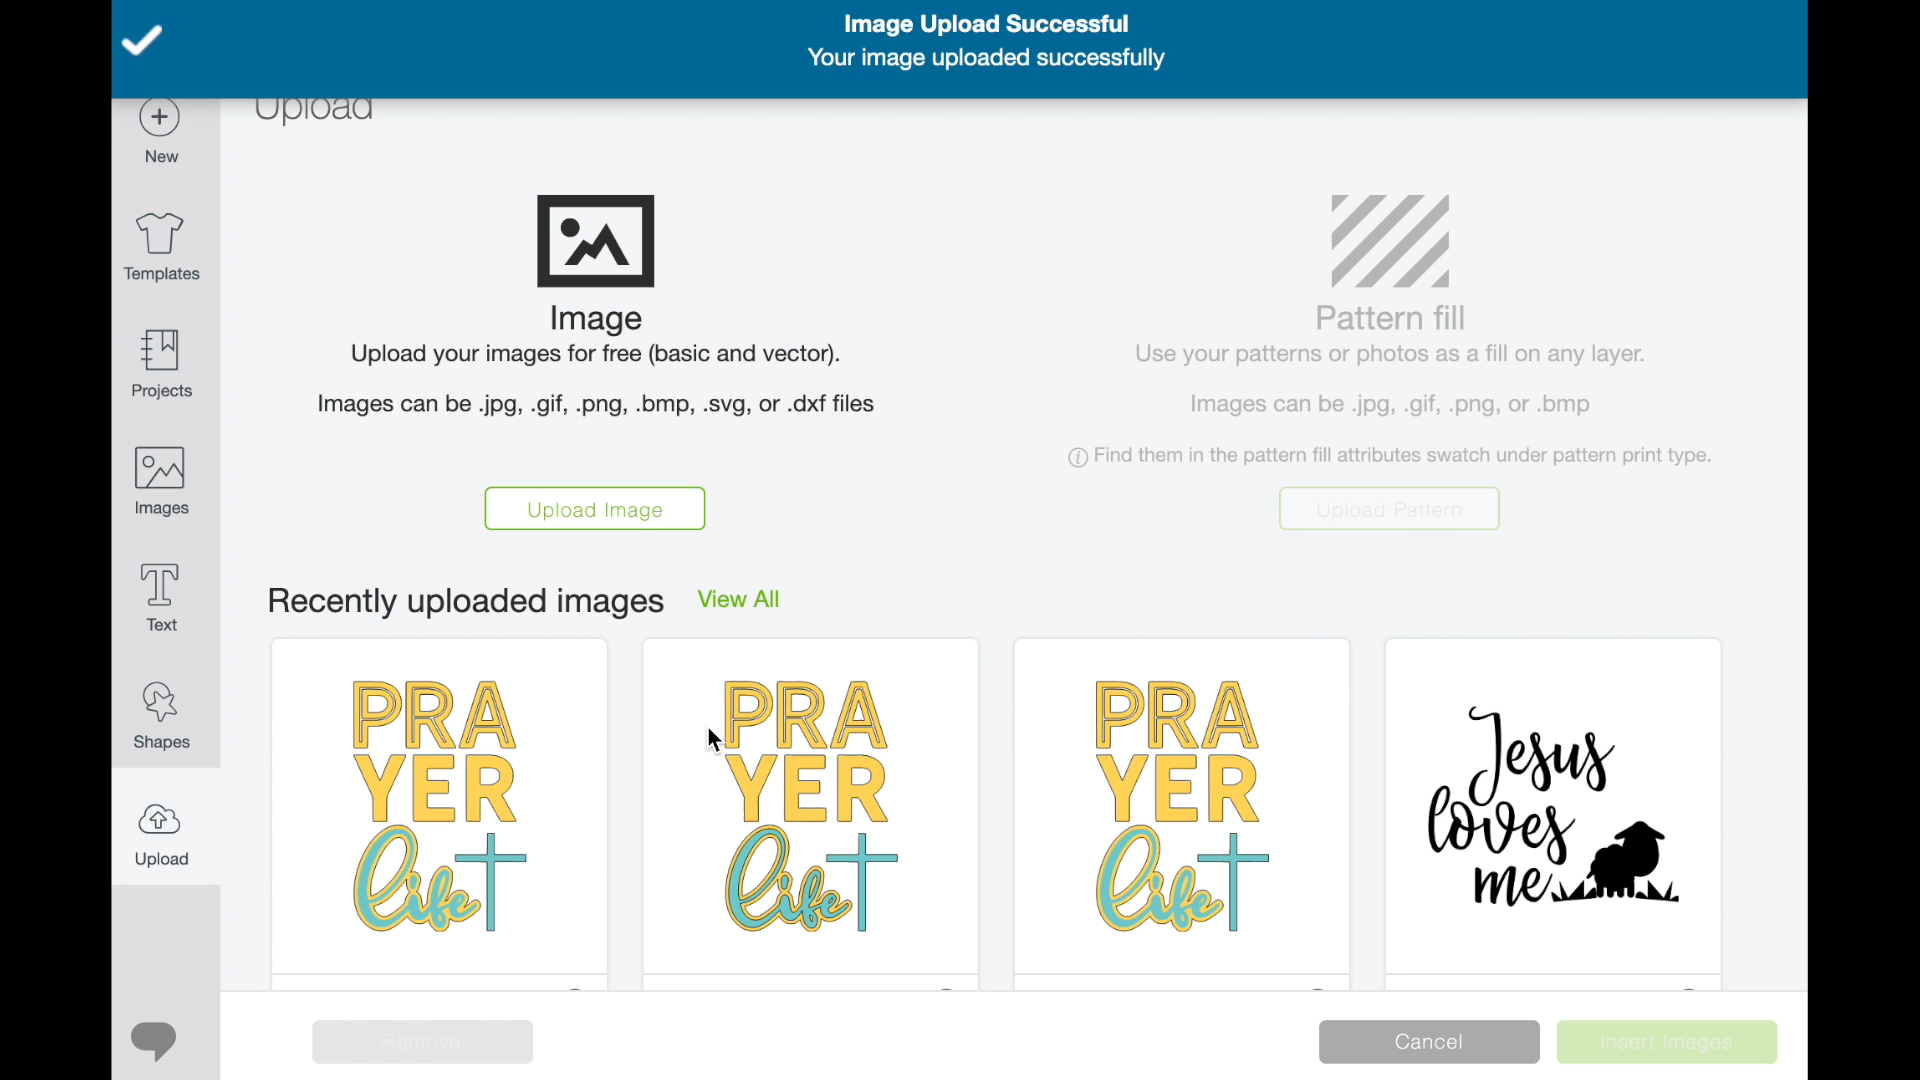 Image Upload Successful
Your image uploaded successfully
Upload
New
Templates
Projects
Images
Text
Shapes
Upload
Image
Upload your images for free (basic and vector).
Images can be .jpg, .gif, .png, .bmp, .svg, or .dxf files
Upload Image
Pattern fill
Use your patterns or photos as a fill on any layer.
Images can be .jpg, .gif, .png, or .bmp
Find them in the pattern fill attributes swatch under pattern print type.
Upload Pattern
Recently uploaded images View All
PRA
YER
Life
PRA
YER
Life
PRA
YER
Life
Jesus
loves
me
Remove
Cancel
Insert Images